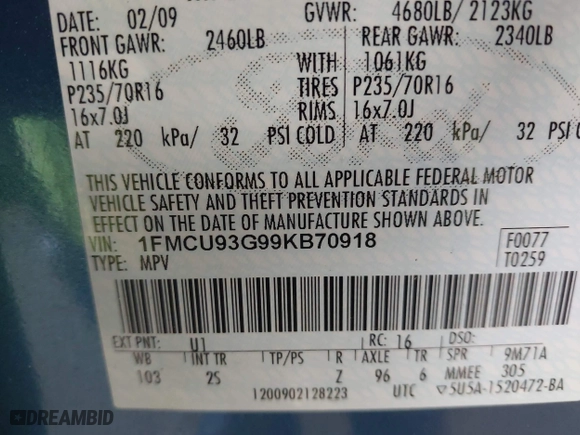 DATE: 02/09 GVWR: 4680LB/ 2123KG
FRONT GAWR: 2460LB REAR GAWR: 2340LB
1116KG WITH 1061KG
P235/70R16 TIRES P235/70R16
16x7.0J RIMS 16x7.0J
AT 220 kPa/ 32 PSI COLD AT 220 kPa/ 32 PSI C
THIS VEHICLE CONFORMS TO ALL APPLICABLE FEDERAL MOTOR
VEHICLE SAFETY AND THEFT PREVENTION STANDARDS IN
EFFECT ON THE DATE OF MANUFACTURE SHOWN ABOVE.
VIN: 1FMCU93G99KB70918 F0077
TYPE: MPV T0259
EXT PNT: U1 RC: 16 DSO:
WB INT TR TP/PS R AXLE TR SPR 9M71A
103 2S Z 96 6 MMEE 305
1200902128223 UTC ▽5U5A-1520472-BA
DREAMBID